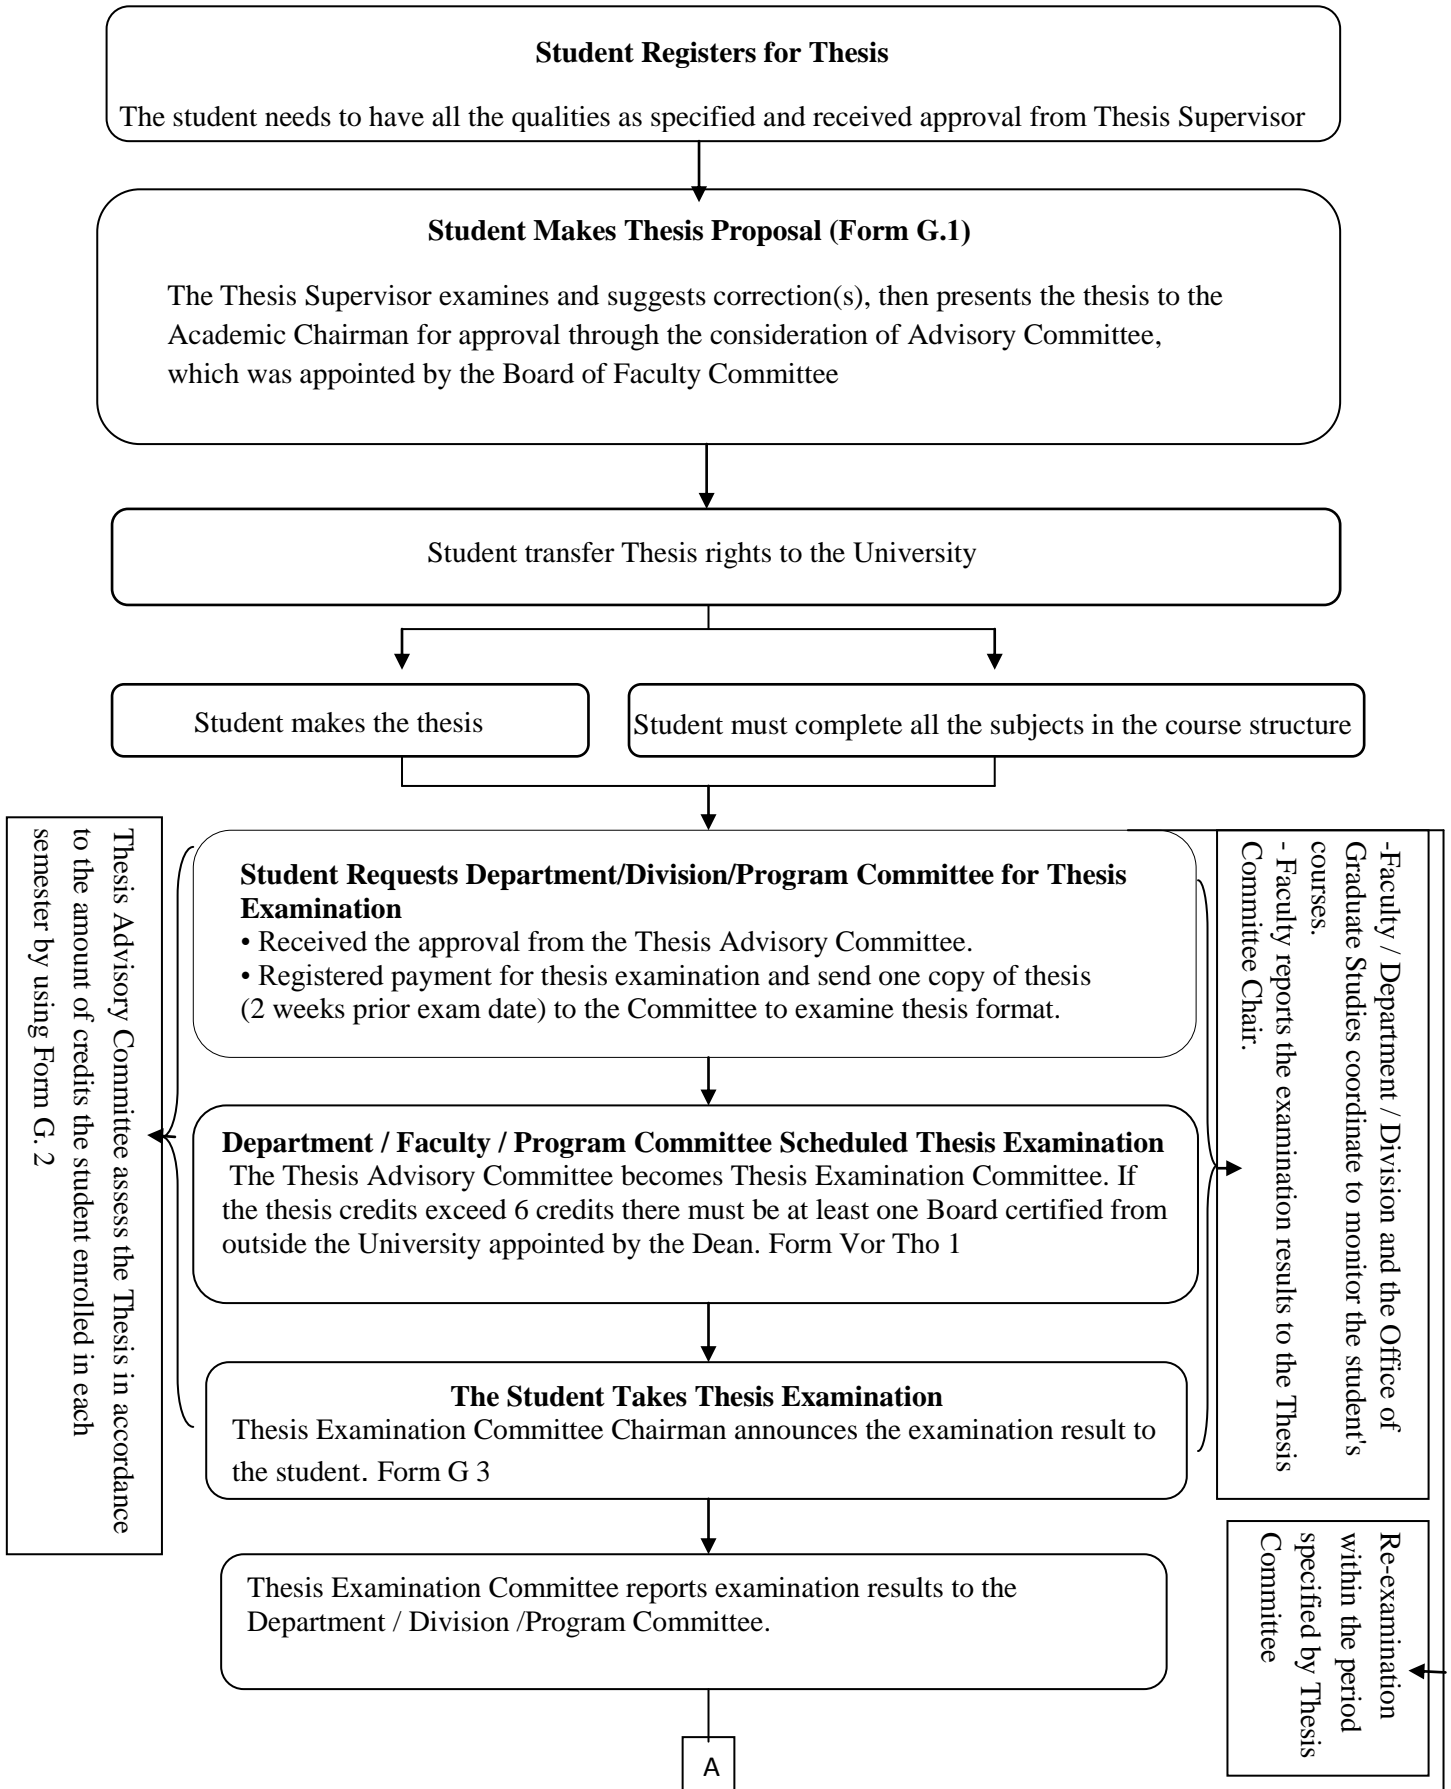 Student Registers for Thesis
The student needs to have all the qualities as specified and received approval from Thesis Supervisor
Student Makes Thesis Proposal (Form G.1)
The Thesis Supervisor examines and suggests correction(s), then presents the thesis to the
Academic Chairman for approval through the consideration of Advisory Committee,
which was appointed by the Board of Faculty Committee
Student transfer Thesis rights to the University
Student makes the thesis
Student must complete all the subjects in the course structure
Thesis Advisory Committee assess the Thesis in accordance
to the amount of credits the student enrolled in each
semester by using Form G. 2
Student Requests Department/Division/Program Committee for Thesis
Examination
• Received the approval from the Thesis Advisory Committee.
• Registered payment for thesis examination and send one copy of thesis
(2 weeks prior exam date) to the Committee to examine thesis format.
-Faculty / Department / Division and the Office of
Graduate Studies coordinate to monitor the student's
courses.
- Faculty reports the examination results to the Thesis
Committee Chair.
Department / Faculty / Program Committee Scheduled Thesis Examination
The Thesis Advisory Committee becomes Thesis Examination Committee. If
the thesis credits exceed 6 credits there must be at least one Board certified from
outside the University appointed by the Dean. Form Vor Tho 1
The Student Takes Thesis Examination
Thesis Examination Committee Chairman announces the examination result to
the student. Form G 3
Thesis Examination Committee reports examination results to the
Department / Division /Program Committee.
Re-examination
within the period
specified by Thesis
Committee
A